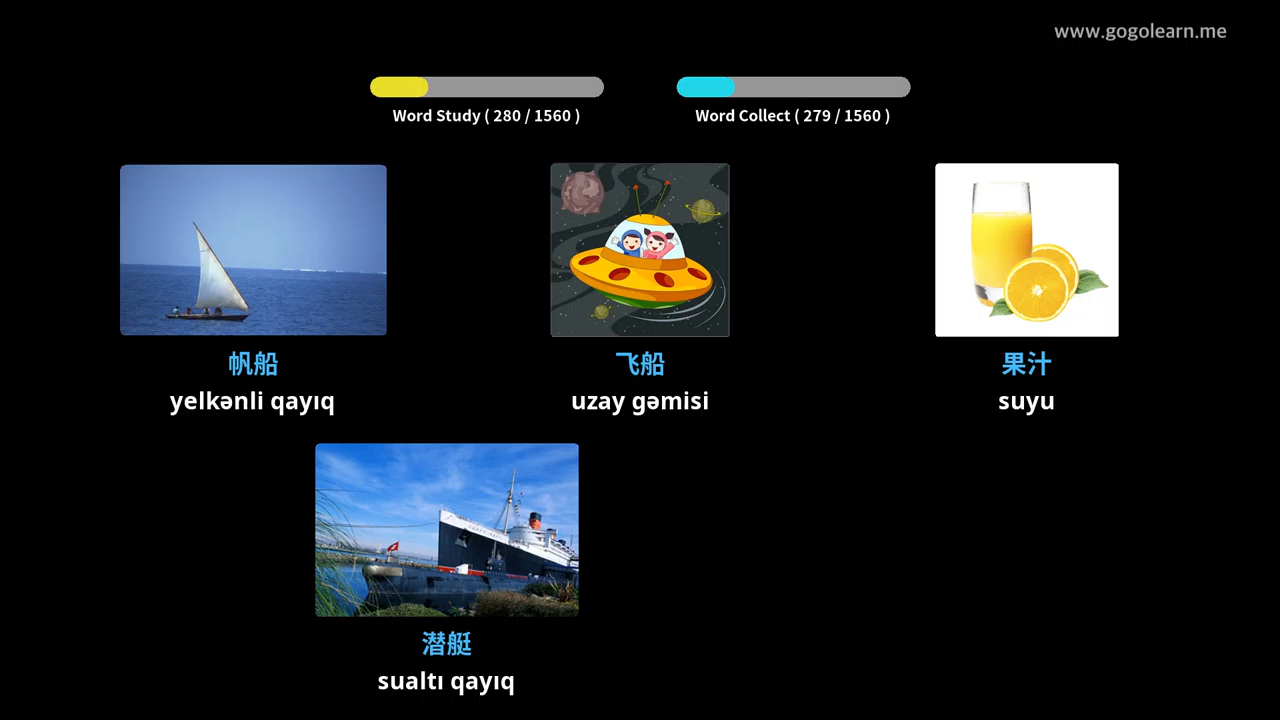 www.gogolearn.me
Word Study ( 280 / 1560 )
Word Collect ( 279 / 1560 )
帆船
yelkənli qayıq
飞船
uzay gəmisi
果汁
suyu
潜艇
sualtı qayıq